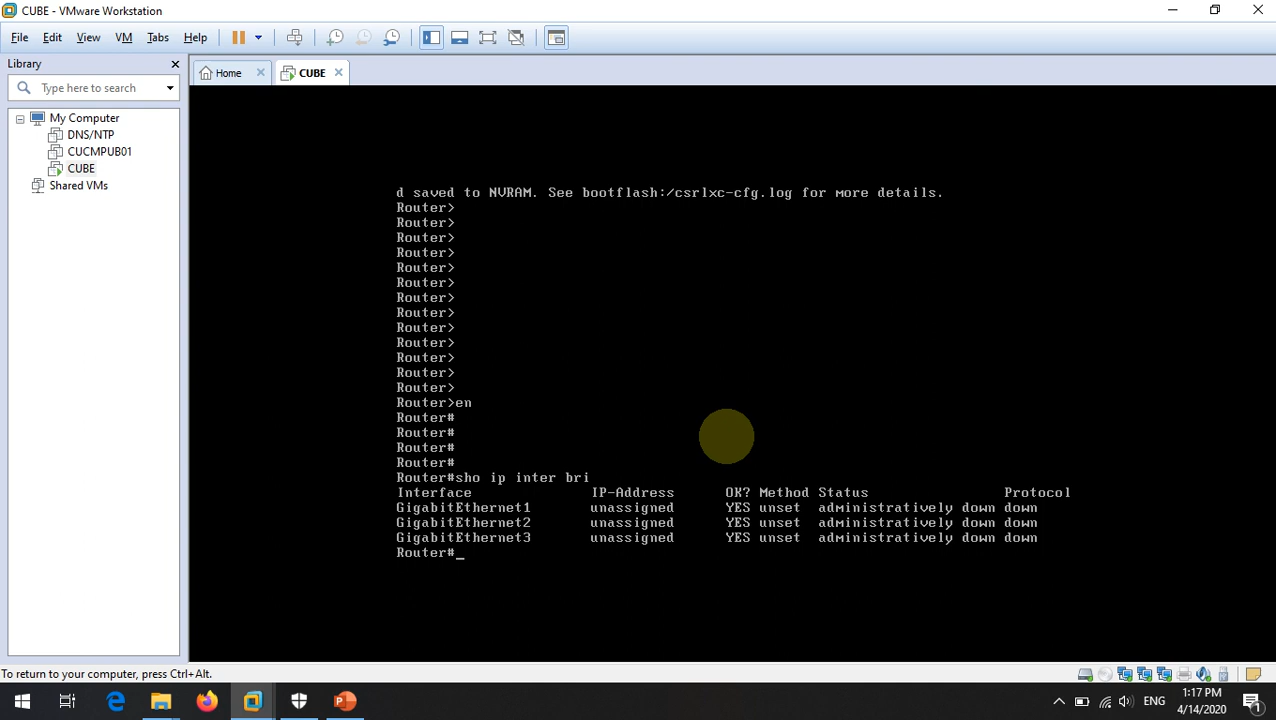 CUBE - VMware Workstation
File Edit View VM Tabs Help
Library
Type here to search
My Computer
DNS/NTP
CUCMPUB01
CUBE
Shared VMs
Home
CUBE
d saved to NVRAM. See bootflash:/csrlxc-cfg.log for more details.
Router>
Router>
Router>
Router>
Router>
Router>
Router>
Router>
Router>
Router>
Router>
Router>
Router>
Router>en
Router#
Router#
Router#
Router#
Router#sho ip inter bri
Interface IP-Address OK? Method Status Protocol
GigabitEthernet1 unassigned YES unset administratively down down
GigabitEthernet2 unassigned YES unset administratively down down
GigabitEthernet3 unassigned YES unset administratively down down
Router#_
To return to your computer, press Ctrl+Alt.
ENG
1:17 PM
4/14/2020
1